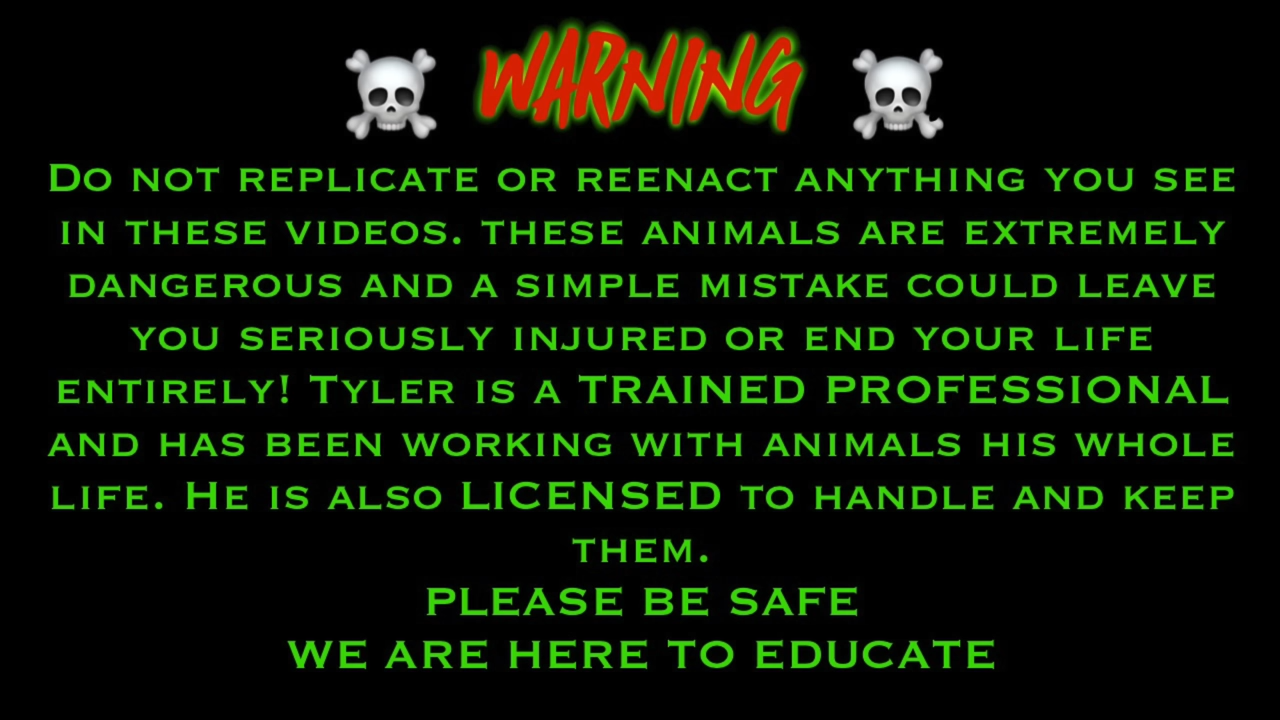 WARNING
Do not replicate or reenact anything you see
in these videos. these animals are extremely
dangerous and a simple mistake could leave
you seriously injured or end your life
entirely! Tyler is a TRAINED PROFESSIONAL
and has been working with animals his whole
life. He is also LICENSED to handle and keep
them.
PLEASE BE SAFE
WE ARE HERE TO EDUCATE